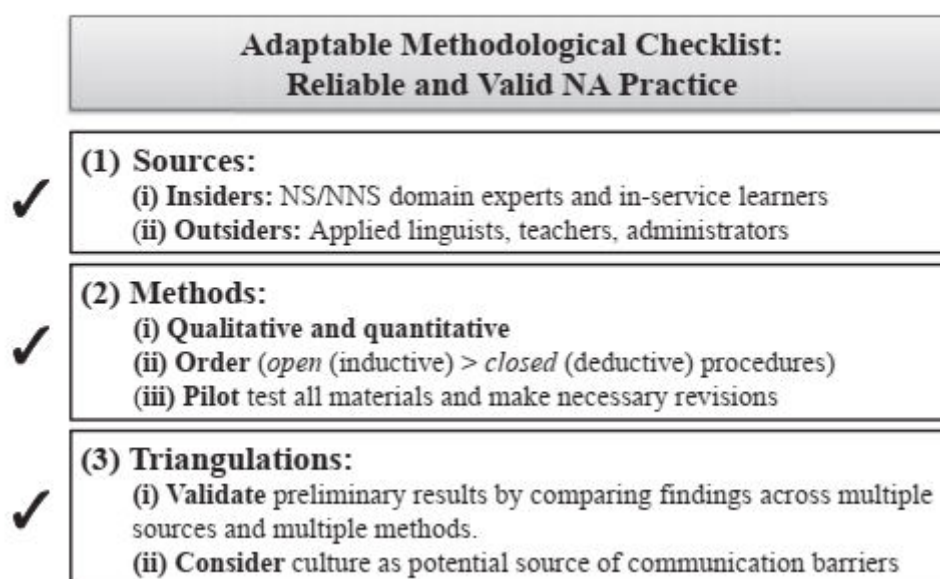 Adaptable Methodological Checklist:
Reliable and Valid NA Practice
(1) Sources:
(i) Insiders: NS/NNS domain experts and in-service learners
(ii) Outsiders: Applied linguists, teachers, administrators
(2) Methods:
(i) Qualitative and quantitative
(ii) Order (open (inductive) > closed (deductive) procedures)
(iii) Pilot test all materials and make necessary revisions
(3) Triangulations:
(i) Validate preliminary results by comparing findings across multiple
sources and multiple methods.
(ii) Consider culture as potential source of communication barriers